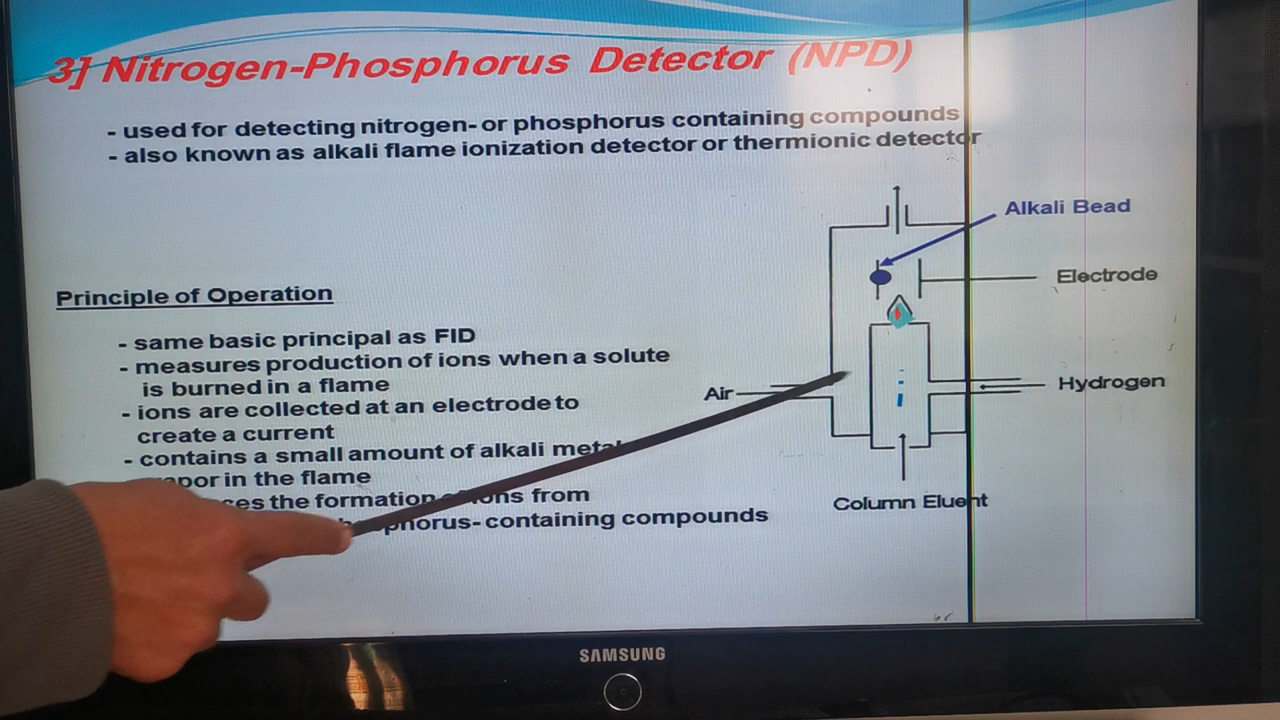 3] Nitrogen-Phosphorus Detector (NPD)
- used for detecting nitrogen- or phosphorus containing compounds
- also known as alkali flame ionization detector or thermionic detector
Alkali Bead
Electrode
Principle of Operation
- same basic principal as FID
- measures production of ions when a solute
is burned in a flame
Air
Hydrogen
- ions are collected at an electrode to
create a current
- contains a small amount of alkali metal
in the flame
the formation ions from
containing compounds
Column Eluent
SAMSUNG